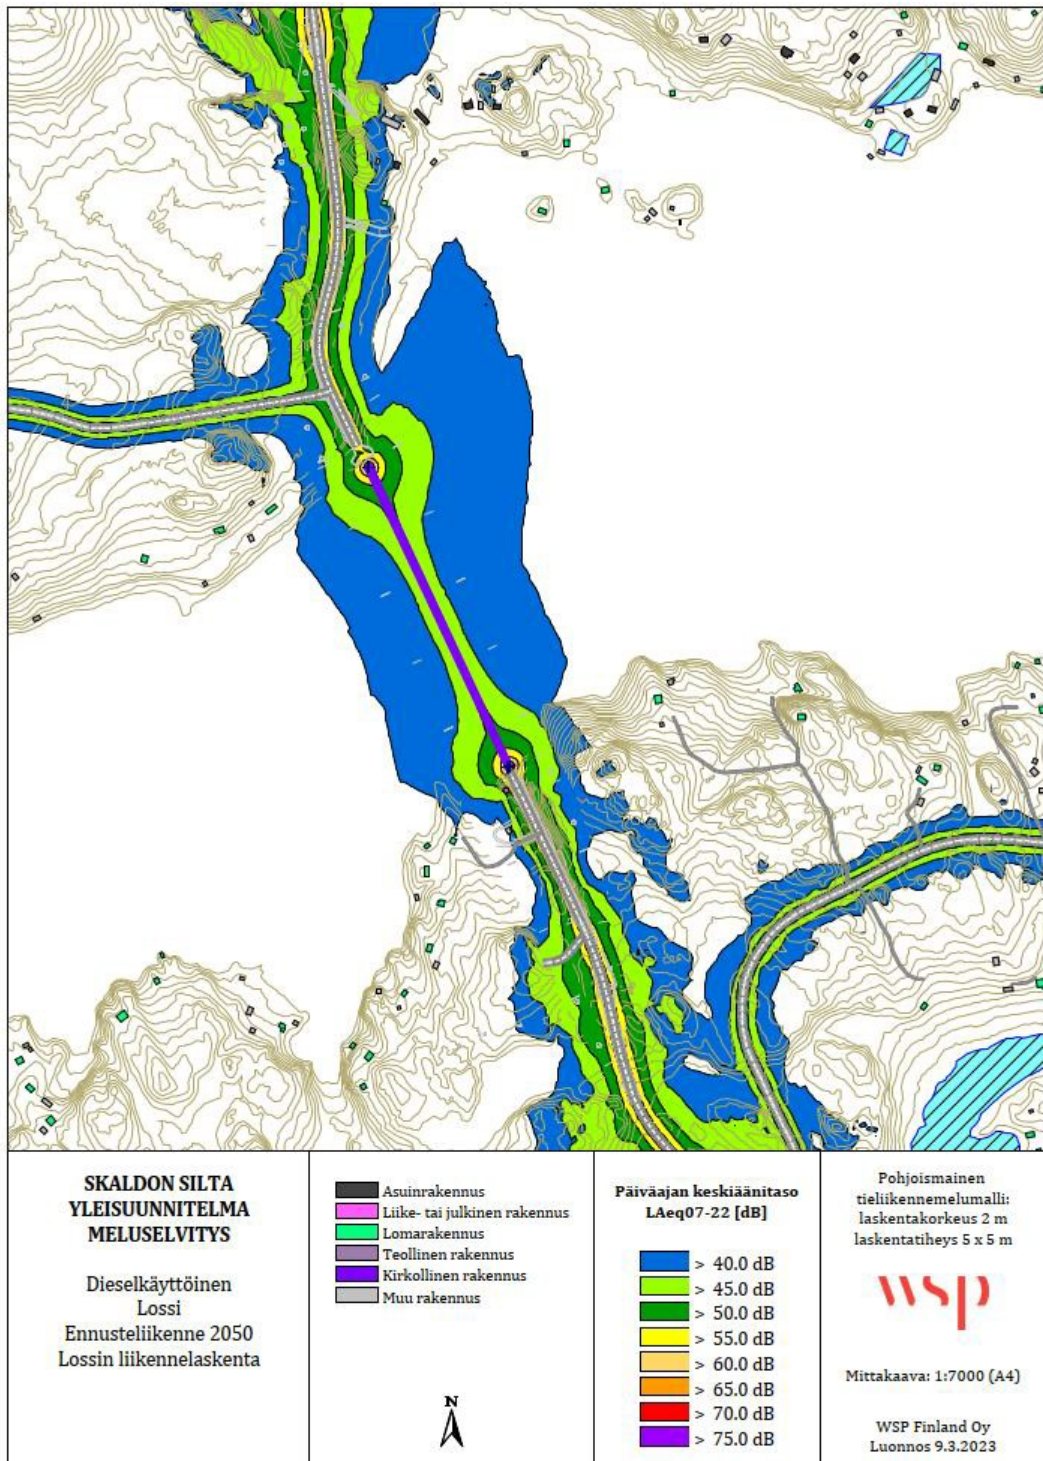 SKALDON SILTA
YLEISUUNNITELMA
MELUSELVITYS
Dieselkäyttöinen
Lossi
Ennusteliikenne 2050
Lossin liikennelaskenta
Asuinrakennus
Liike- tai julkinen rakennus
Lomarakennus
Teollinen rakennus
Kirkollinen rakennus
Muu rakennus
N
Päiväajan keskiäänitaso
LAeq07-22 [dB]
> 40.0 dB
> 45.0 dB
> 50.0 dB
> 55.0 dB
> 60.0 dB
> 65.0 dB
> 70.0 dB
> 75.0 dB
Pohjoismainen
tieliikennemelumalli:
laskentakorkeus 2 m
laskentatiheys 5 x 5 m
wsp
Mittakaava: 1:7000 (A4)
WSP Finland Oy
Luonnos 9.3.2023